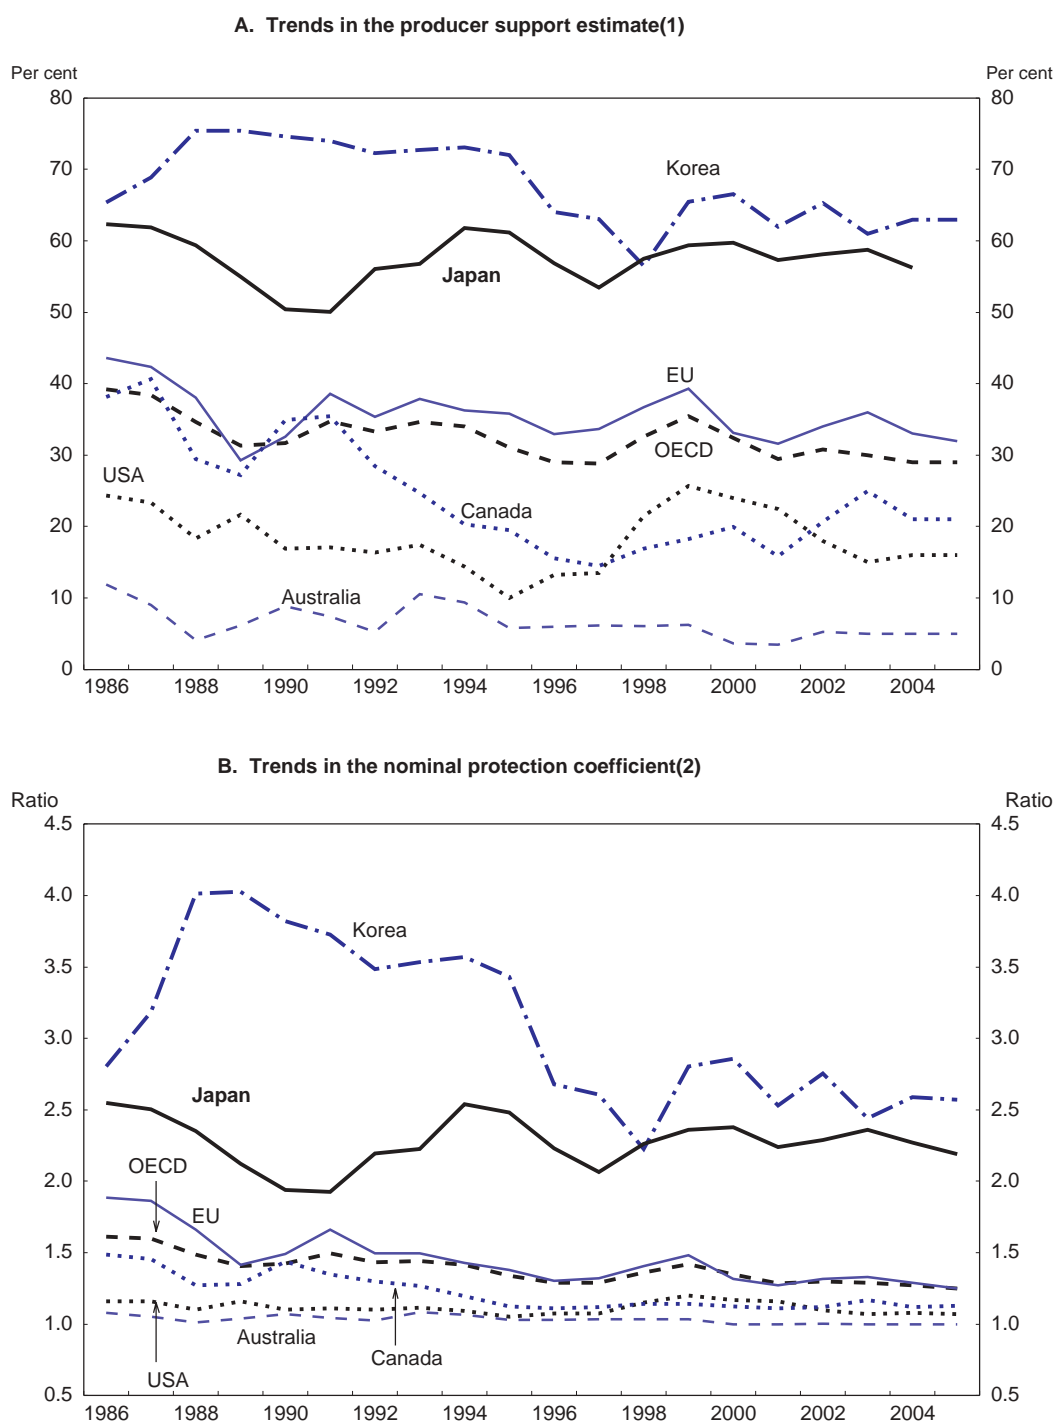 A. Trends in the producer support estimate(1)
Per cent Per cent
80 80
Korea
70 70
60 60
Japan
50 50
EU
40 40
OECD
30 30
USA
Canada
20 20
Australia
10 10
0 0
1986 1988 1990 1992 1994 1996 1998 2000 2002 2004
B. Trends in the nominal protection coefficient(2)
Ratio Ratio
4.5 4.5
4.0 4.0
Korea
3.5 3.5
3.0 3.0
Japan
2.5 2.5
OECD
2.0 2.0
EU
1.5 1.5
1.0 1.0
Australia
Canada
USA
0.5 0.5
1986 1988 1990 1992 1994 1996 1998 2000 2002 2004